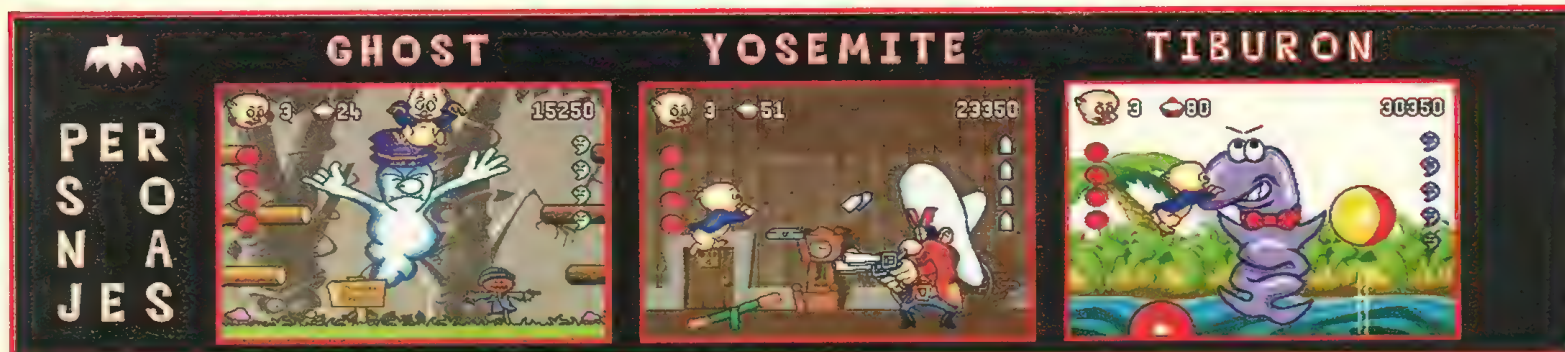 GHOST
YOSEMITE
TIBURON
PER
S O
N A
JES
3 24 15250
3 51 23350
3 80 30350